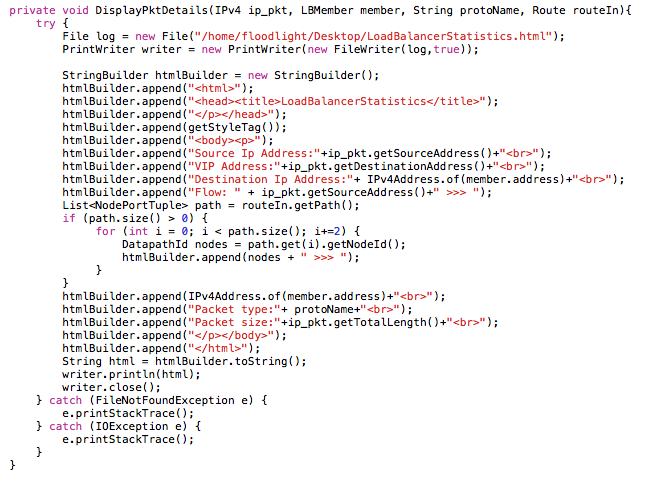 private void DisplayPktDetails(IPv4 ip_pkt, LBMember member, String protoName, Route routeIn){
    try {
        File log = new File("/home/floodlight/Desktop/LoadBalancerStatistics.html");
        PrintWriter writer = new PrintWriter(new FileWriter(log,true));

        StringBuilder htmlBuilder = new StringBuilder();
        htmlBuilder.append("<html>");
        htmlBuilder.append("<head><title>LoadBalancerStatistics</title>");
        htmlBuilder.append("</p></head>");
        htmlBuilder.append(getStyleTag());
        htmlBuilder.append("<body><p>");
        htmlBuilder.append("Source Ip Address:"+ip_pkt.getSourceAddress()+"<br>");
        htmlBuilder.append("VIP Address:"+ip_pkt.getDestinationAddress()+"<br>");
        htmlBuilder.append("Destination Ip Address:"+ IPv4Address.of(member.address)+"<br>");
        htmlBuilder.append("Flow: " + ip_pkt.getSourceAddress()+" >>> ");
        List<NodePortTuple> path = routeIn.getPath();
        if (path.size() > 0) {
             for (int i = 0; i < path.size(); i+=2) {
                 DatapathId nodes = path.get(i).getNodeId();
                 htmlBuilder.append(nodes + " >>> ");
             }
        }
        htmlBuilder.append(IPv4Address.of(member.address)+"<br>");
        htmlBuilder.append("Packet type:"+ protoName+"<br>");
        htmlBuilder.append("Packet size:"+ip_pkt.getTotalLength()+"<br>");
        htmlBuilder.append("</p></body>");
        htmlBuilder.append("</html>");
        String html = htmlBuilder.toString();
        writer.println(html);
        writer.close();
    } catch (FileNotFoundException e) {
        e.printStackTrace();
    } catch (IOException e) {
        e.printStackTrace();
    }
}